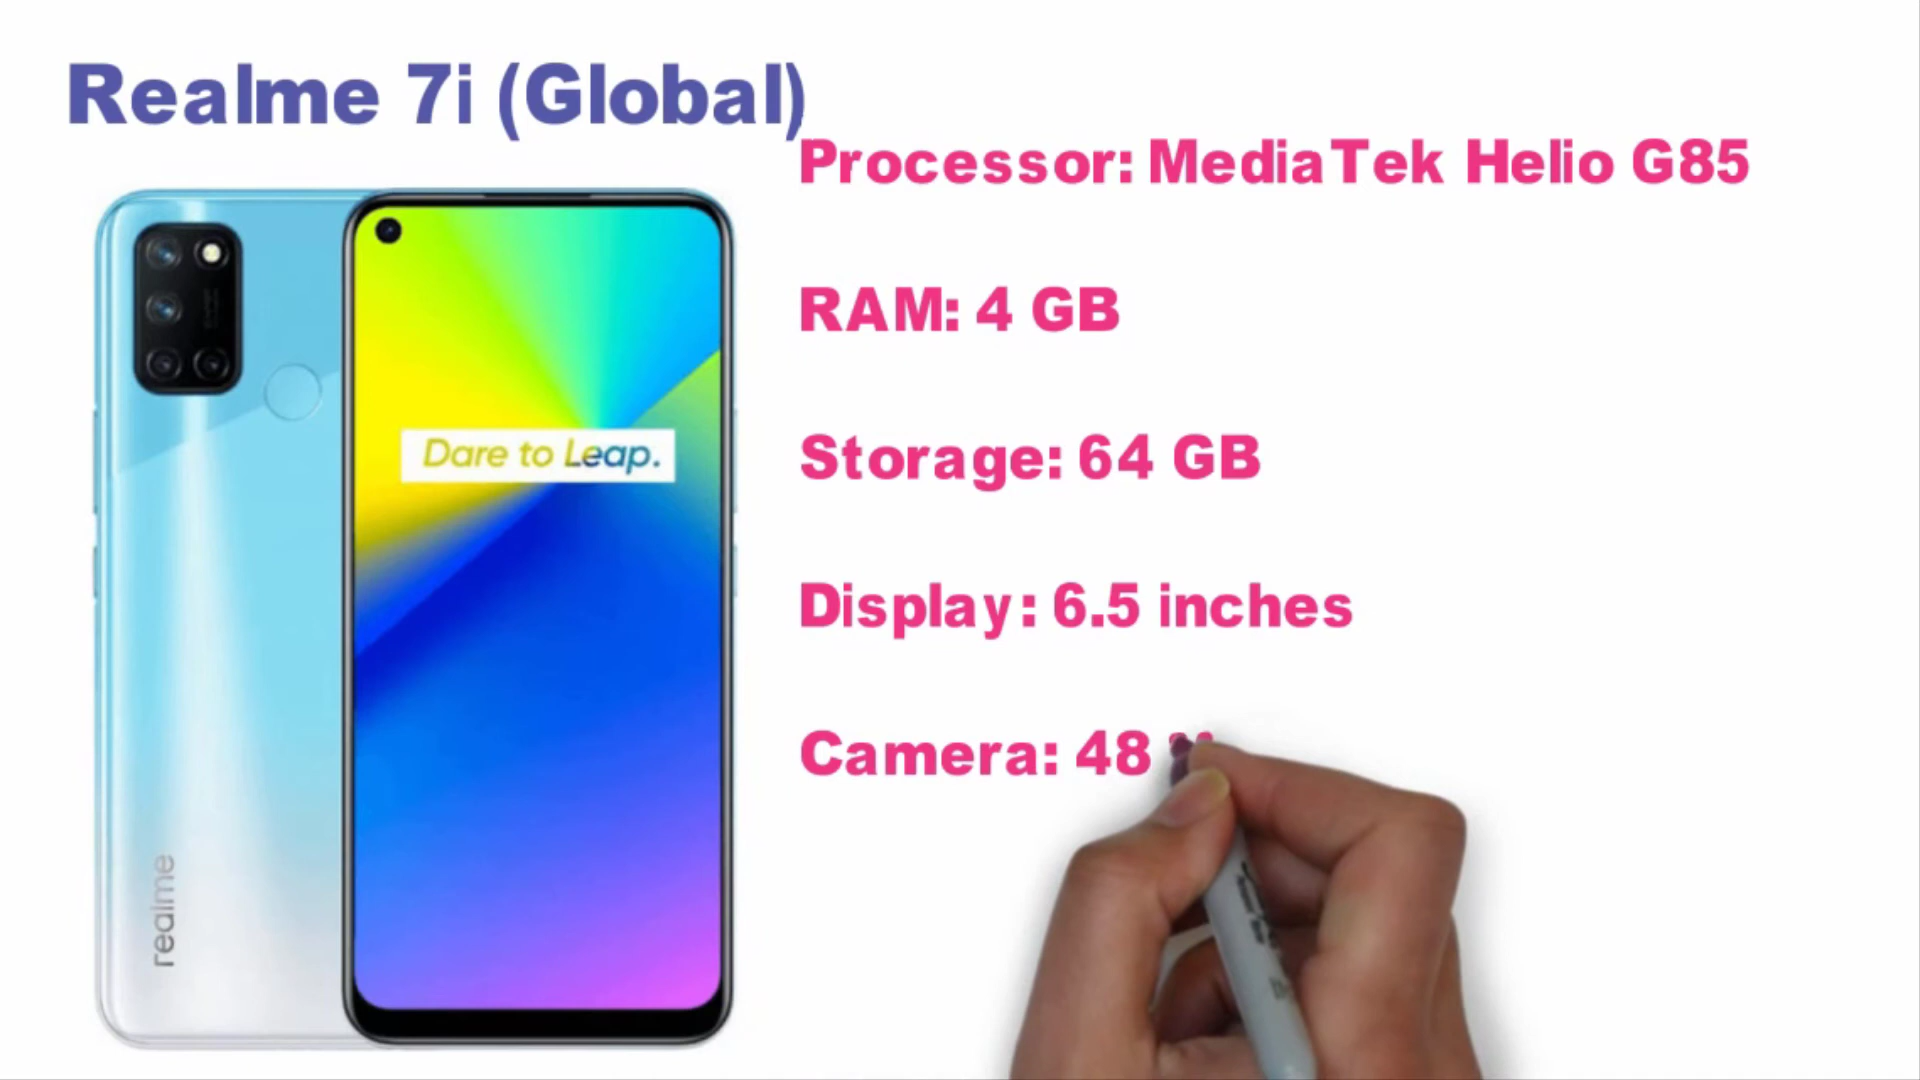 Realme 7i (Global)
Processor: MediaTek Helio G85
RAM: 4 GB
Storage: 64 GB
Display: 6.5 inches
Camera: 48
Dare to Leap.
realme